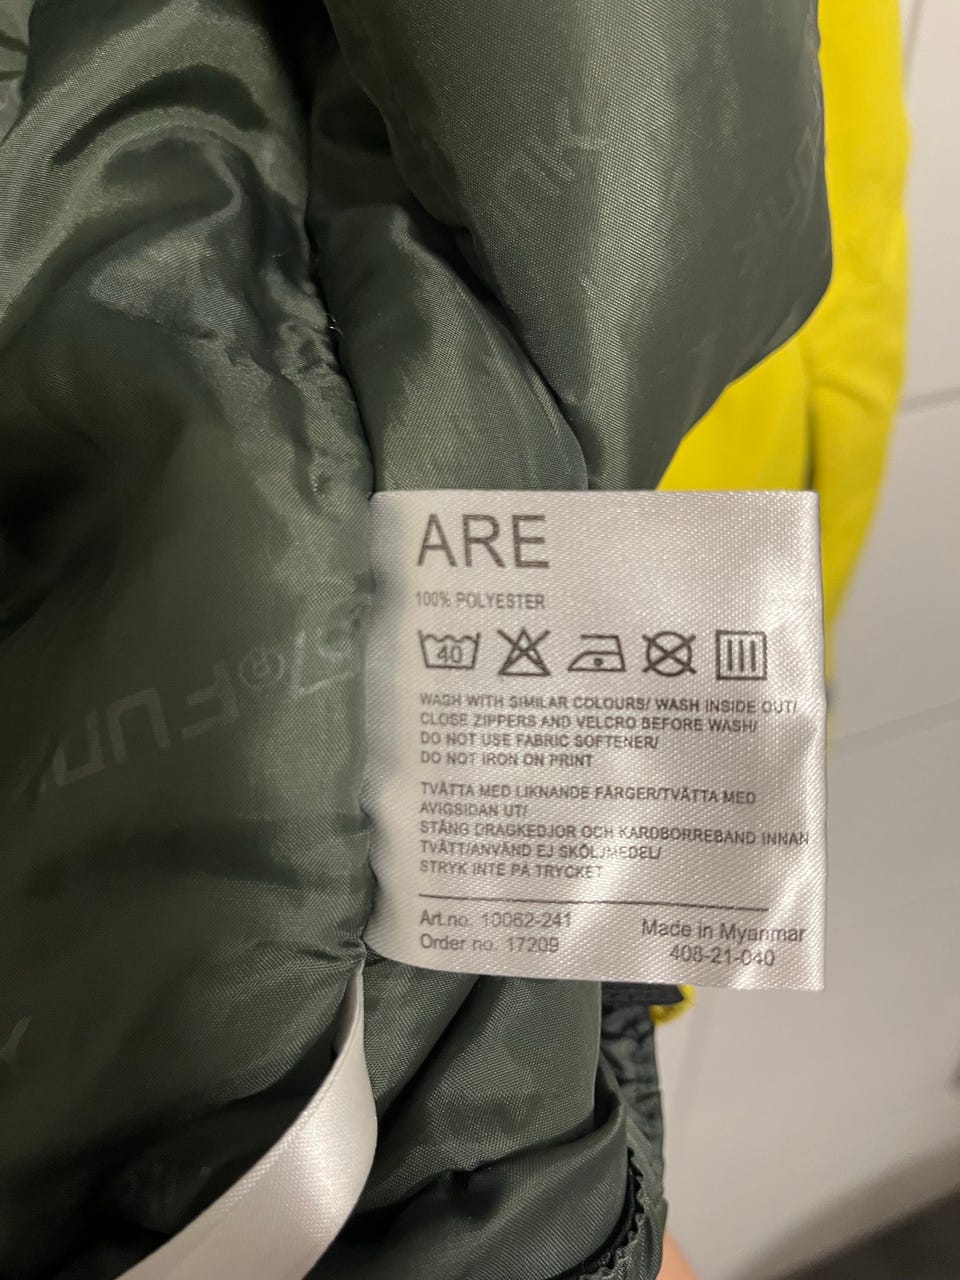 ARE
100% POLYESTER
40
WASH WITH SIMILAR COLOURS/ WASH INSIDE OUT/
CLOSE ZIPPERS AND VELCRO BEFORE WASH/
DO NOT USE FABRIC SOFTENER/
DO NOT IRON ON PRINT
TVÄTTA MED LIKNANDE FÄRGER/TVÄTTA MED
AVIGSIDAN UT/
STÄNG DRAGKEDJOR OCH KARDBORREBAND INNAN
TVÄTT/ANVÄND EJ SKÖLJMEDEL/
STRYK INTE PÅ TRYCKET
Art.no. 10062-241
Order no. 17209
Made in Myanmar
408-21-040